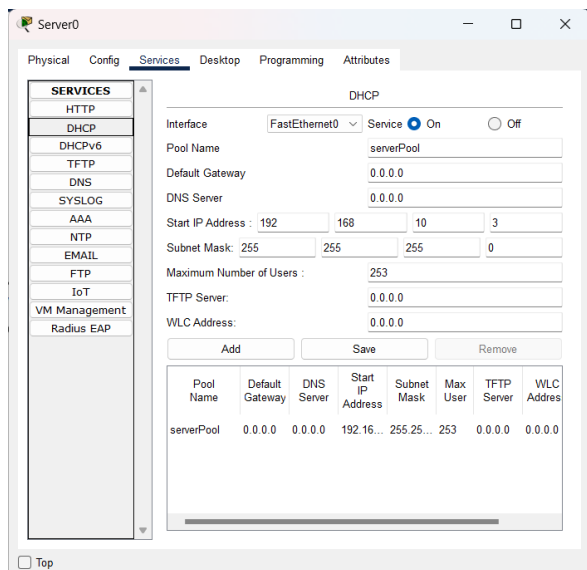 Server0
Physical Config Services Desktop Programming Attributes
SERVICES
HTTP
DHCP
DHCPv6
TFTP
DNS
SYSLOG
AAA
NTP
EMAIL
FTP
IoT
VM Management
Radius EAP
DHCP
Interface FastEthernet0 Service On Off
Pool Name serverPool
Default Gateway 0.0.0.0
DNS Server 0.0.0.0
Start IP Address : 192 168 10 3
Subnet Mask: 255 255 255 0
Maximum Number of Users : 253
TFTP Server: 0.0.0.0
WLC Address: 0.0.0.0
Add Save Remove
Pool Name Default Gateway DNS Server Start IP Address Subnet Mask Max User TFTP Server WLC Addres
serverPool 0.0.0.0 0.0.0.0 192.16... 255.25... 253 0.0.0.0 0.0.0.0
Top